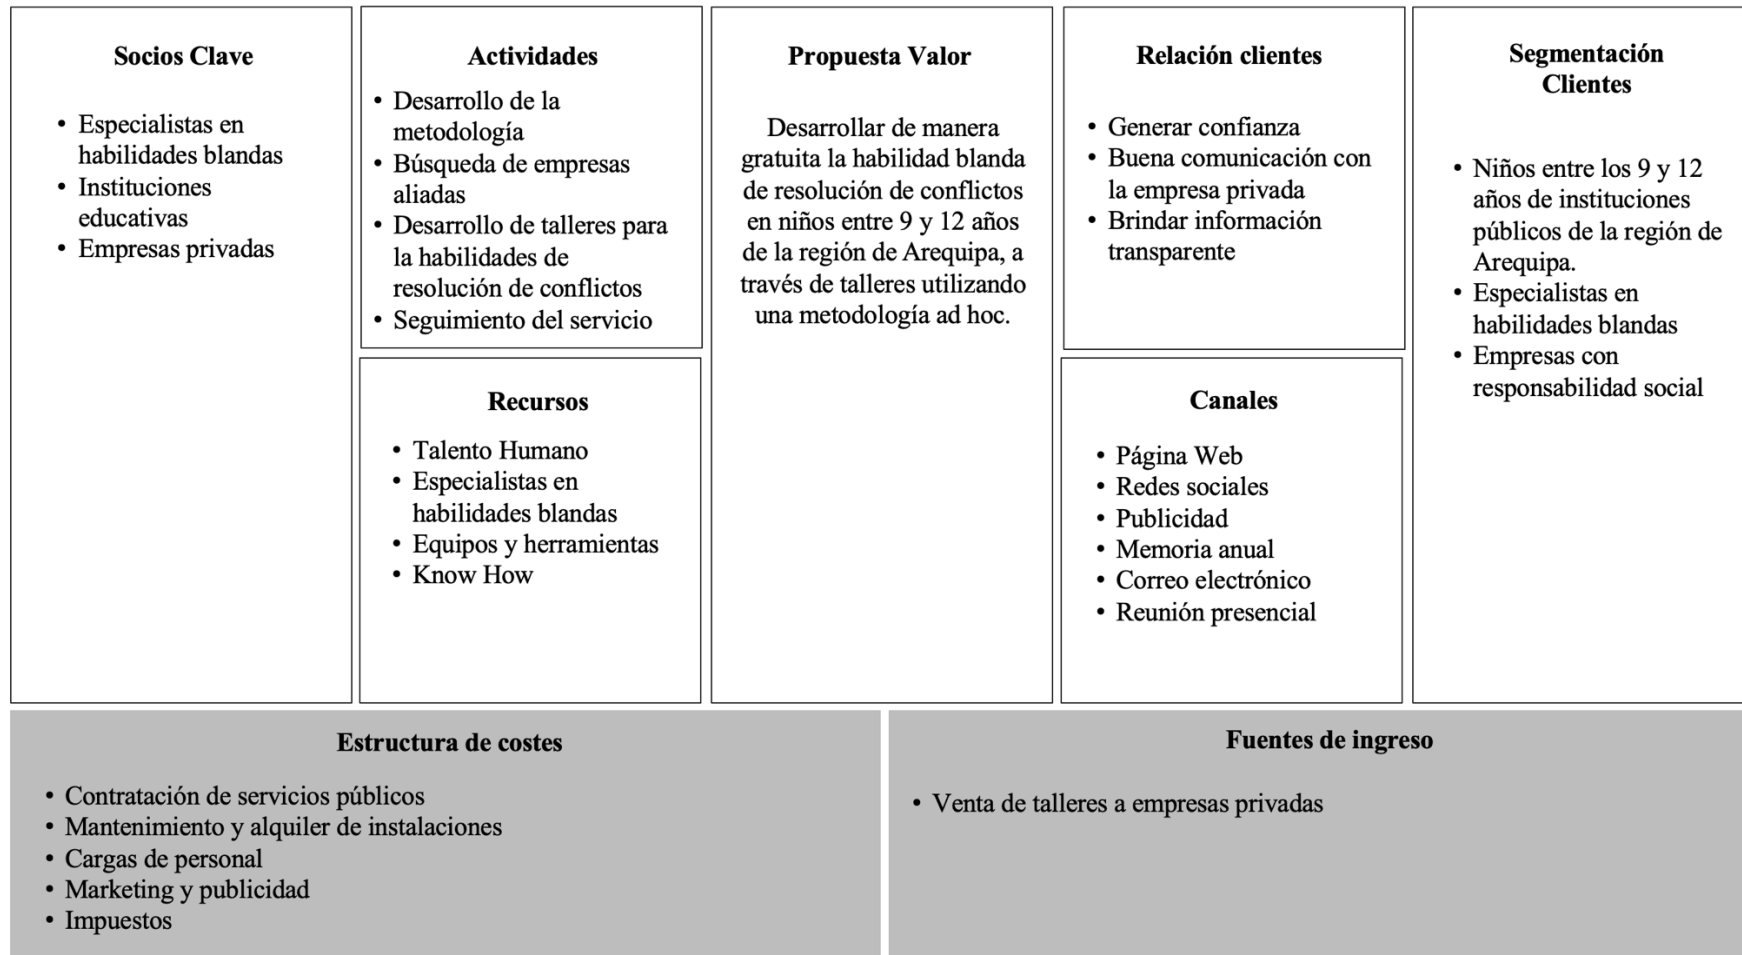 Socios Clave
• Especialistas en
habilidades blandas
• Instituciones
educativas
• Empresas privadas
Actividades
• Desarrollo de la
metodología
• Búsqueda de empresas
aliadas
• Desarrollo de talleres para
la habilidades de
resolución de conflictos
• Seguimiento del servicio
Recursos
• Talento Humano
• Especialistas en
habilidades blandas
• Equipos y herramientas
• Know How
Propuesta Valor
Desarrollar de manera
gratuita la habilidad blanda
de resolución de conflictos
en niños entre 9 y 12 años
de la región de Arequipa, a
través de talleres utilizando
una metodología ad hoc.
Relación clientes
• Generar confianza
• Buena comunicación con
la empresa privada
• Brindar información
transparente
Canales
• Página Web
• Redes sociales
• Publicidad
• Memoria anual
• Correo electrónico
• Reunión presencial
Segmentación
Clientes
• Niños entre los 9 y 12
años de instituciones
públicos de la región de
Arequipa.
• Especialistas en
habilidades blandas
• Empresas con
responsabilidad social
Estructura de costes
• Contratación de servicios públicos
• Mantenimiento y alquiler de instalaciones
• Cargas de personal
• Marketing y publicidad
• Impuestos
Fuentes de ingreso
• Venta de talleres a empresas privadas